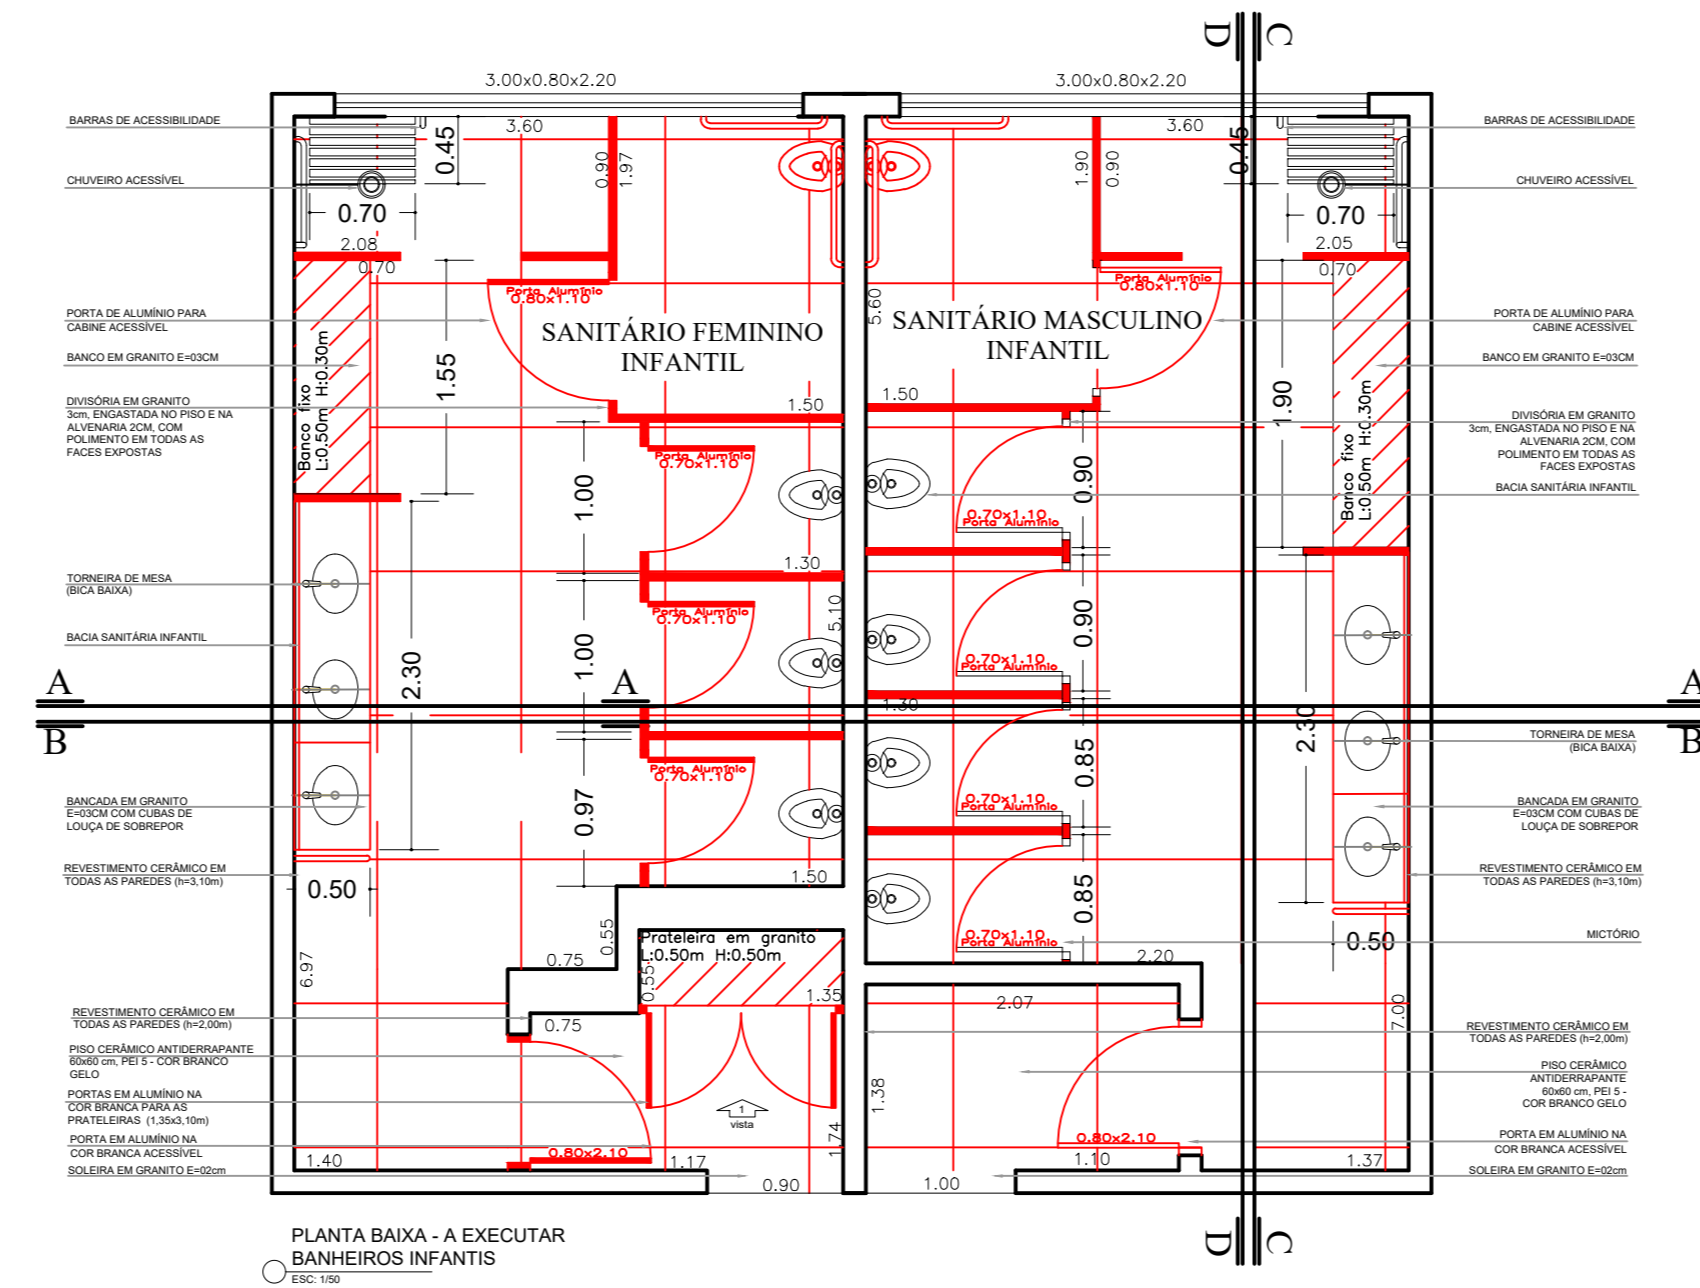 D
C
3.00x0.80x2.20
3.00x0.80x2.20
BARRAS DE ACESSIBILIDADE
CHUVEIRO ACESSÍVEL
PORTA DE ALUMÍNIO PARA
CABINE ACESSÍVEL
BANCO EM GRANITO E=03CM
DIVISÓRIA EM GRANITO
3cm, ENGASTADA NO PISO E NA
ALVENARIA 2CM, COM
POLIMENTO EM TODAS AS
FACES EXPOSTAS
TORNEIRA DE MESA
(BICA BAIXA)
BACIA SANITÁRIA INFANTIL
A
B
BANCADA EM GRANITO
E=03CM COM CUBAS DE
LOUÇA DE SOBREPOR
REVESTIMENTO CERÂMICO EM
TODAS AS PAREDES (h=3,10m)
REVESTIMENTO CERÂMICO EM
TODAS AS PAREDES (h=2,00m)
PISO CERÂMICO ANTIDERRAPANTE
60x60 cm, PEI 5 - COR BRANCO
GELO
PORTAS EM ALUMÍNIO NA
COR BRANCA PARA AS
PRATELEIRAS (1,35x3,10m)
PORTA EM ALUMÍNIO NA
COR BRANCA ACESSÍVEL
SOLEIRA EM GRANITO E=02cm
3.60
0.45
0.90
1.97
0.70
2.08
0.70
Porta Alumínio
0.80x1.10
SANITÁRIO FEMININO
INFANTIL
Banco fixo
L:0.50m H:0.30m
1.55
1.50
Porta Alumínio
0.70x1.10
1.00
1.30
Porta Alumínio
0.70x1.10
5.10
1.00
2.30
A
Porta Alumínio
0.70x1.10
0.97
0.50
1.50
0.55
0.75
6.97
Prateleira em granito
L:0.50m H:0.50m
0.55
1.35
0.75
1
vista
1.74
0.80x2.10
1.40
1.17
0.90
3.60
0.45
1.90
0.90
0.70
2.05
0.70
Porta Alumínio
0.80x1.10
5.60
SANITÁRIO MASCULINO
INFANTIL
1.50
1.90
Banco fixo
L:0.50m H:0.30m
0.90
0.70x1.10
Porta Alumínio
0.90
0.70x1.10
Porta Alumínio
1.30
2.30
0.85
0.70x1.10
Porta Alumínio
0.85
0.70x1.10
Porta Alumínio
0.50
2.20
2.07
7.00
1.38
0.80x2.10
1.10
1.37
1.00
BARRAS DE ACESSIBILIDADE
CHUVEIRO ACESSÍVEL
PORTA DE ALUMÍNIO PARA
CABINE ACESSÍVEL
BANCO EM GRANITO E=03CM
DIVISÓRIA EM GRANITO
3cm, ENGASTADA NO PISO E NA
ALVENARIA 2CM, COM
POLIMENTO EM TODAS AS
FACES EXPOSTAS
BACIA SANITÁRIA INFANTIL
A
B
TORNEIRA DE MESA
(BICA BAIXA)
BANCADA EM GRANITO
E=03CM COM CUBAS DE
LOUÇA DE SOBREPOR
REVESTIMENTO CERÂMICO EM
TODAS AS PAREDES (h=3,10m)
MICTÓRIO
REVESTIMENTO CERÂMICO EM
TODAS AS PAREDES (h=2,00m)
PISO CERÂMICO
ANTIDERRAPANTE
60x60 cm, PEI 5 -
COR BRANCO GELO
PORTA EM ALUMÍNIO NA
COR BRANCA ACESSÍVEL
SOLEIRA EM GRANITO E=02cm
D
C
PLANTA BAIXA - A EXECUTAR
BANHEIROS INFANTIS
ESC: 1/50